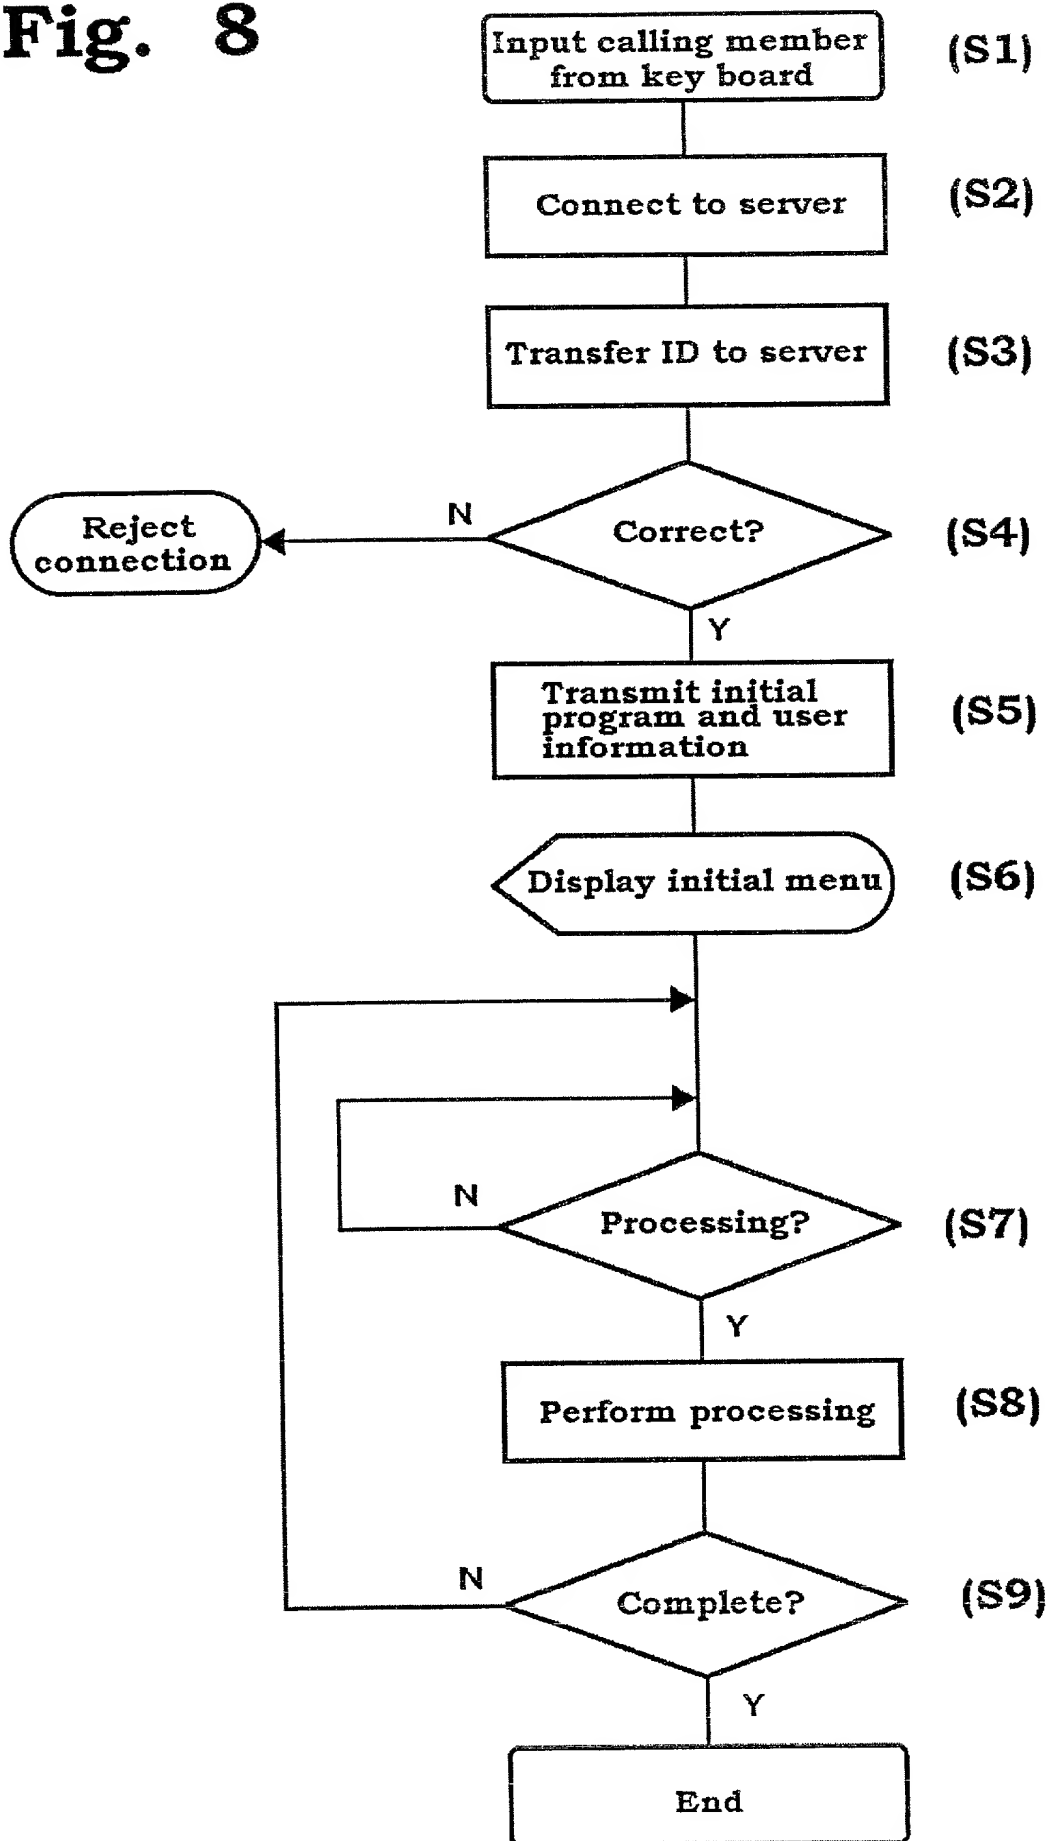 Fig. 8
Input calling member
from key board
(S1)
Connect to server
(S2)
Transfer ID to server
(S3)
Correct?
(S4)
N
Reject
connection
Y
Transmit initial
program and user
information
(S5)
Display initial menu
(S6)
N
Processing?
(S7)
Y
Perform processing
(S8)
N
Complete?
(S9)
Y
End